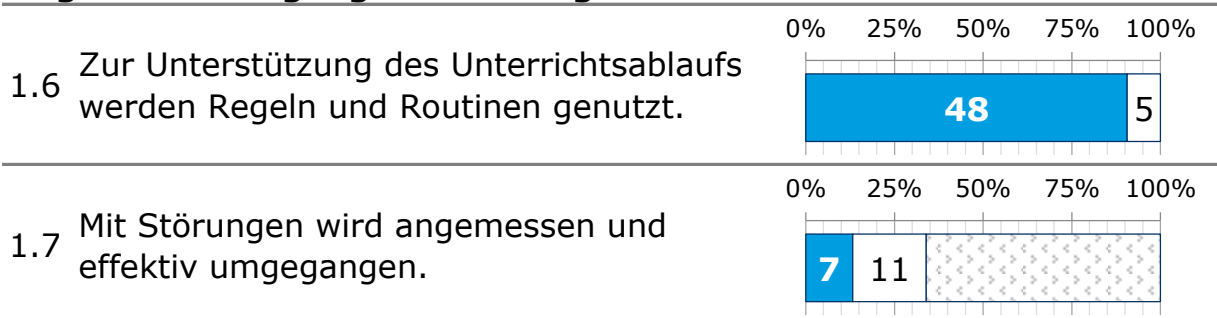 0% 25% 50% 75% 100%
1.6 Zur Unterstützung des Unterrichtsablaufs
werden Regeln und Routinen genutzt.
48 5
0% 25% 50% 75% 100%
1.7 Mit Störungen wird angemessen und
effektiv umgegangen.
7 11